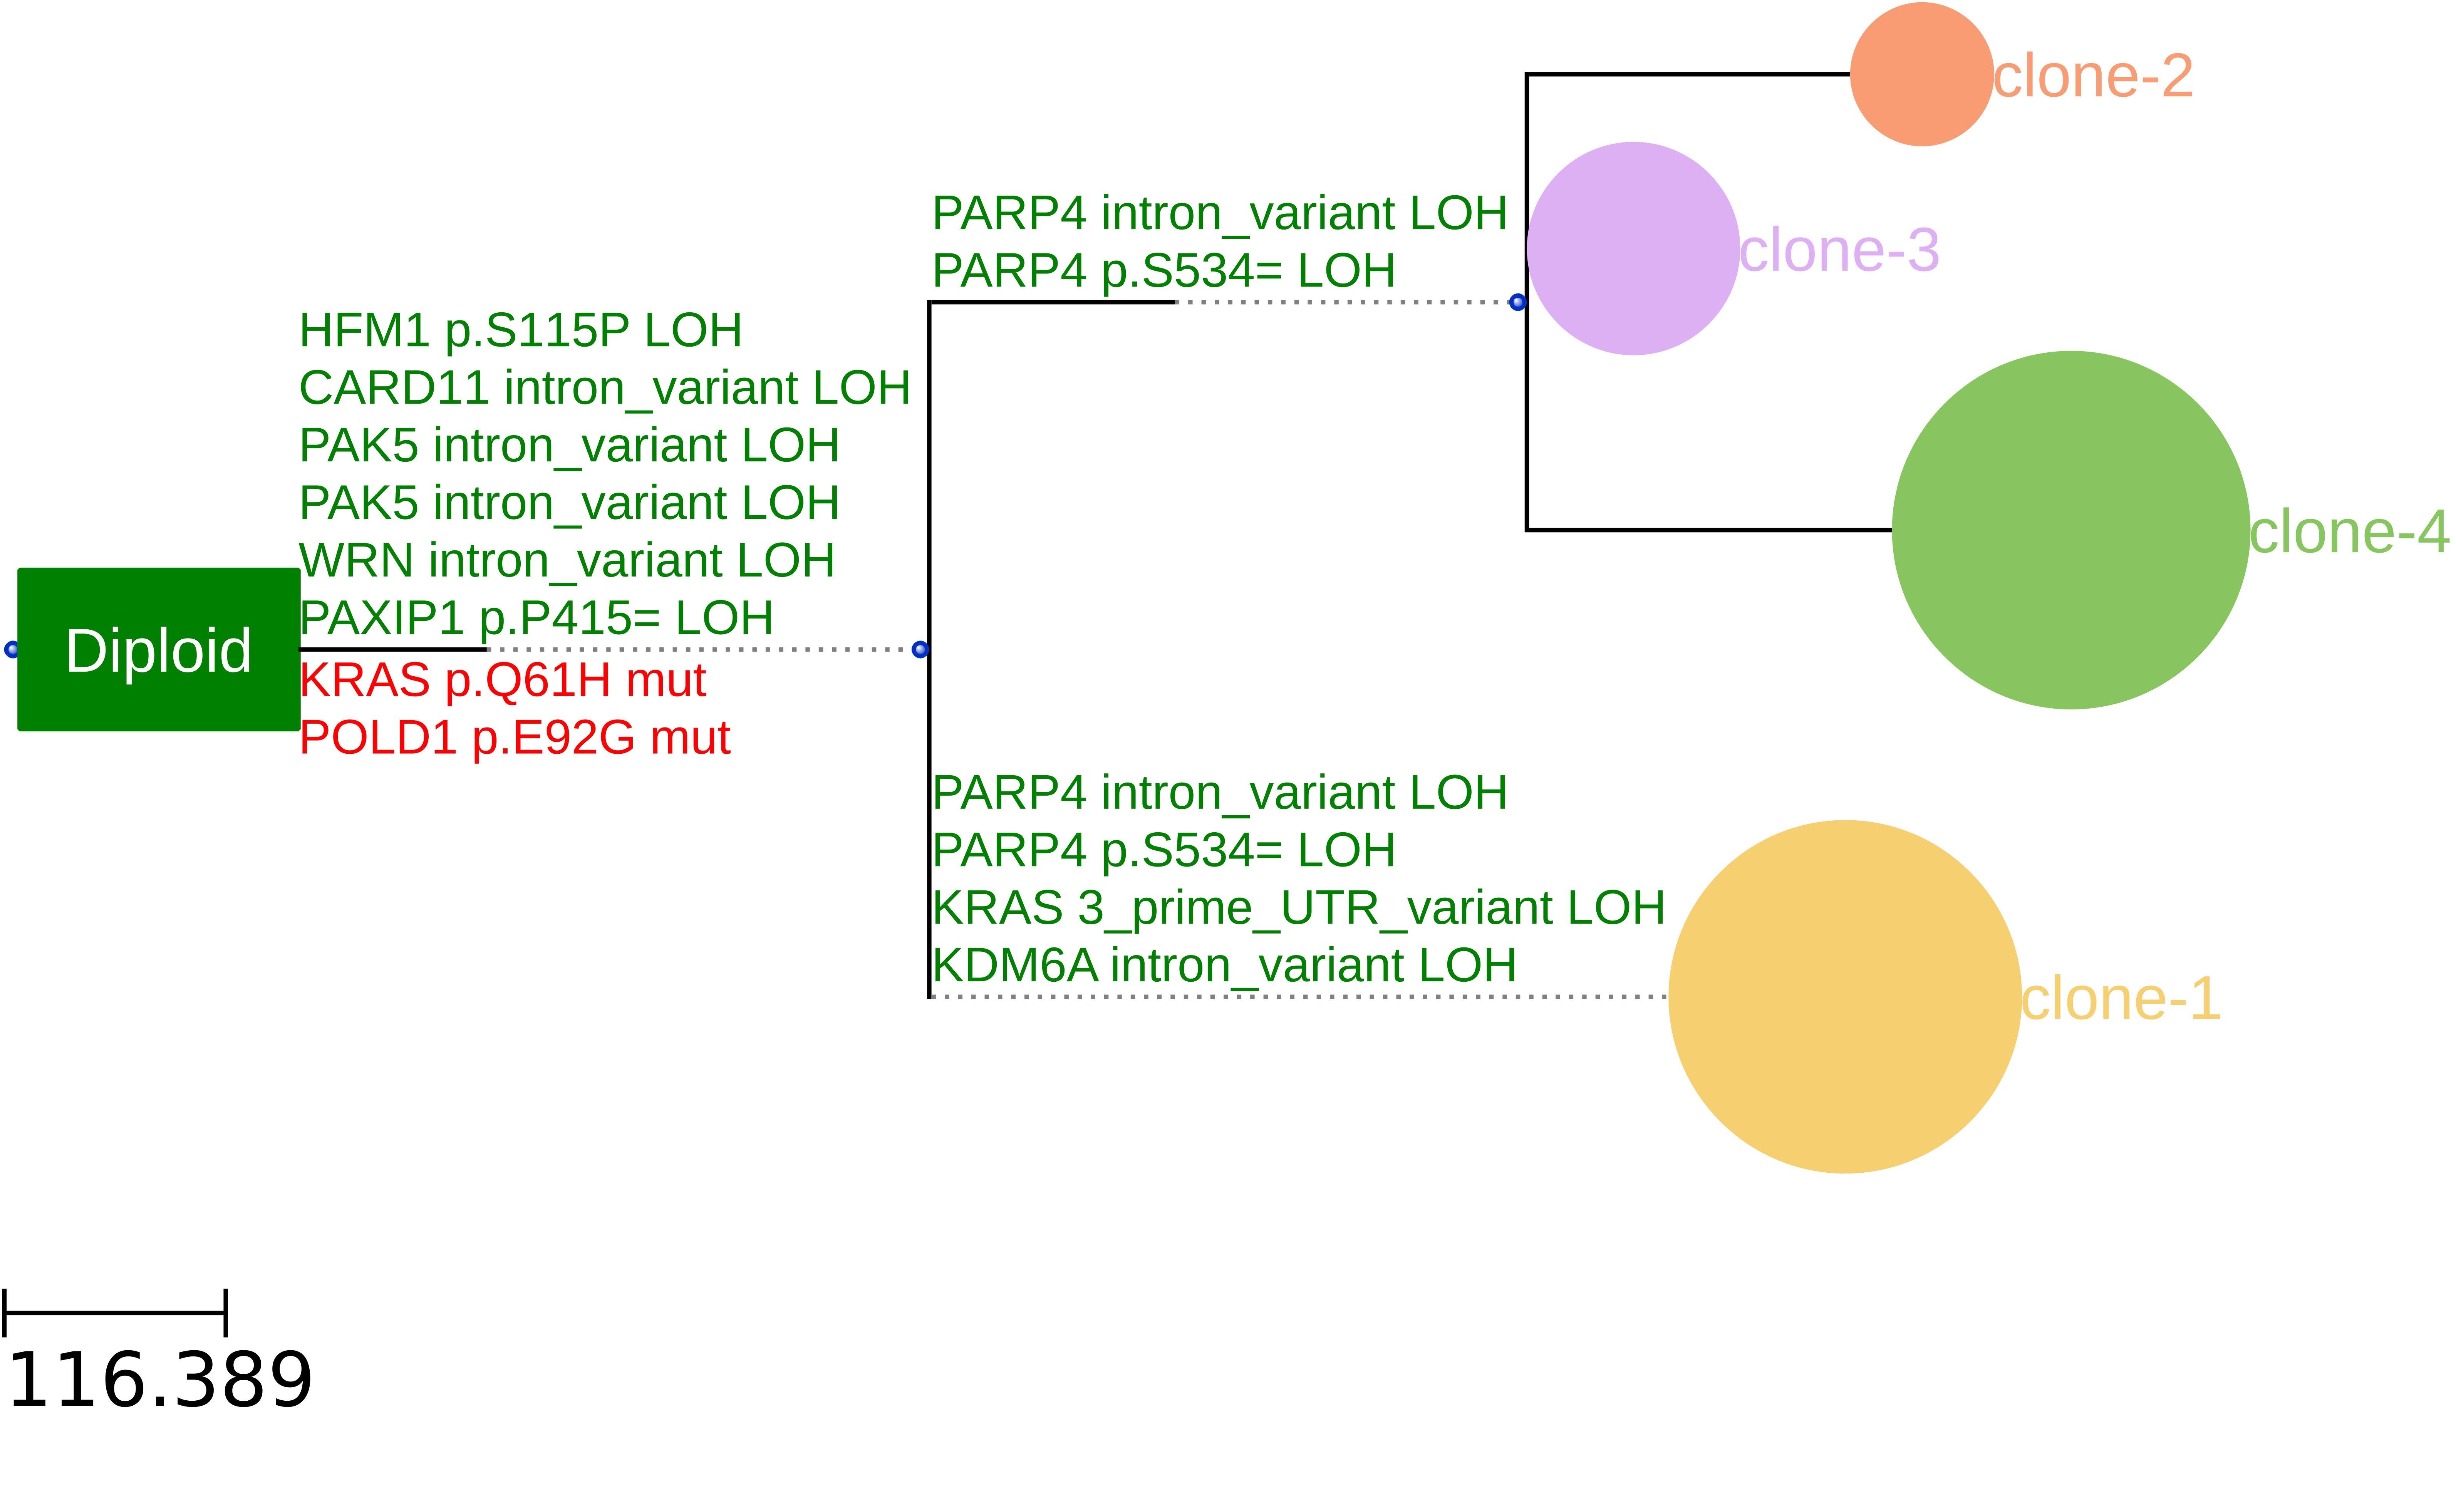 clone-2
PARP4 intron_variant LOH
PARP4 p.S534= LOH
clone-3
HFM1 p.S115P LOH
CARD11 intron_variant LOH
PAK5 intron_variant LOH
PAK5 intron_variant LOH
WRN intron_variant LOH
PAXIP1 p.P415= LOH
clone-4
Diploid
KRAS p.Q61H mut
POLD1 p.E92G mut
PARP4 intron_variant LOH
PARP4 p.S534= LOH
KRAS 3_prime_UTR_variant LOH
KDM6A intron_variant LOH
clone-1
116.389